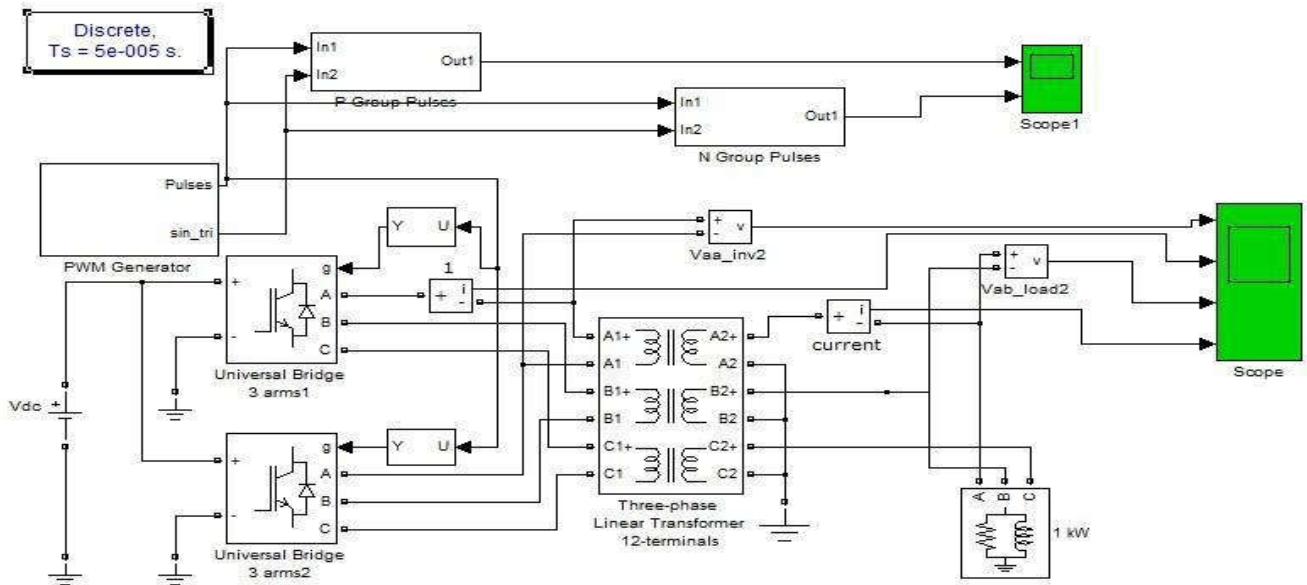 Discrete,
Ts = 5e-005 s.
In1
In2
Out1
P Group Pulses
In1
In2
Out1
N Group Pulses
Scope1
Pulses
sin_tri
PWM Generator
Y U
+
-
v
Vaa_inv2
+
-
v
Vab_load2
1
+ i
-
g
+
A
B
-
C
Universal Bridge
3 arms1
A1+ A2+
A1 A2
B1+ B2+
B1 B2
C1+ C2+
C1 C2
Three-phase
Linear Transformer
12-terminals
+ i
-
current
Scope
Vdc +
Y U
g
+
A
B
-
C
Universal Bridge
3 arms2
A B C
1 kW